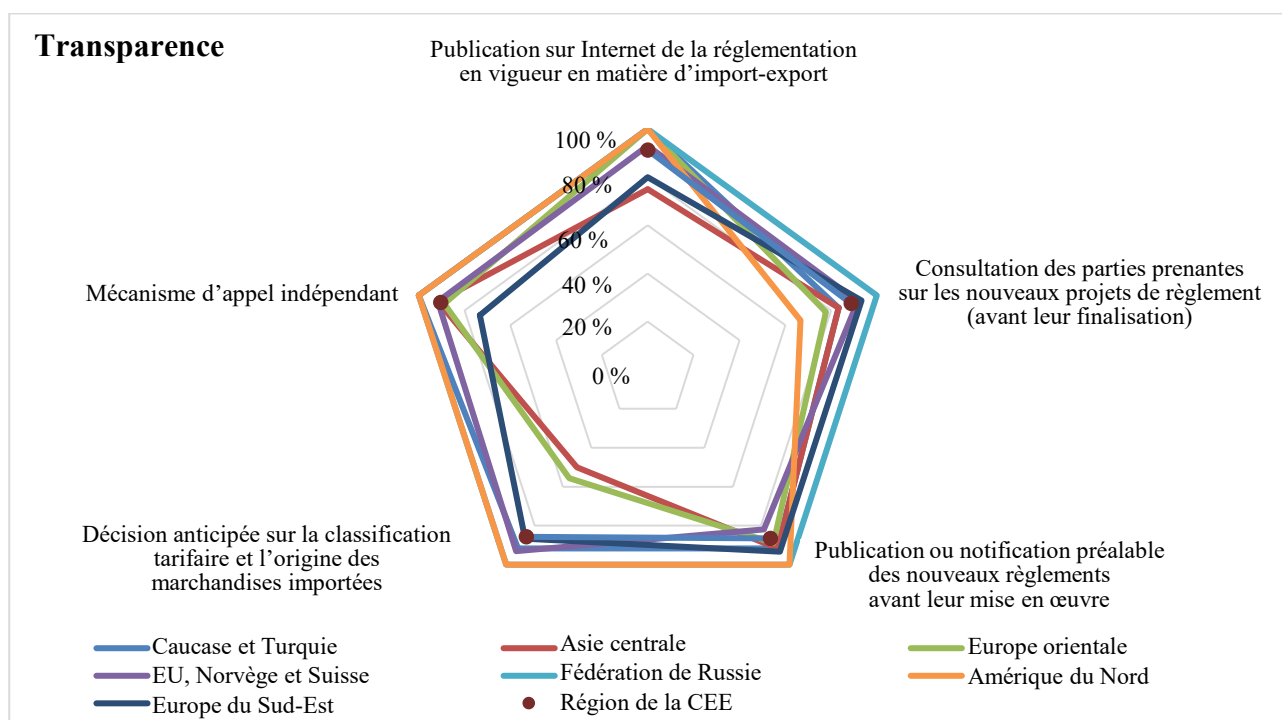 Transparence
Publication sur Internet de la réglementation
en vigueur en matière d’import-export
100 %
80 %
60 %
40 %
20 %
0 %
Consultation des parties prenantes
sur les nouveaux projets de règlement
(avant leur finalisation)
Mécanisme d’appel indépendant
Décision anticipée sur la classification
tarifaire et l’origine des
marchandises importées
Publication ou notification préalable
des nouveaux règlements
avant leur mise en œuvre
Caucase et Turquie
Asie centrale
Europe orientale
EU, Norvège et Suisse
Fédération de Russie
Amérique du Nord
Europe du Sud-Est
Région de la CEE